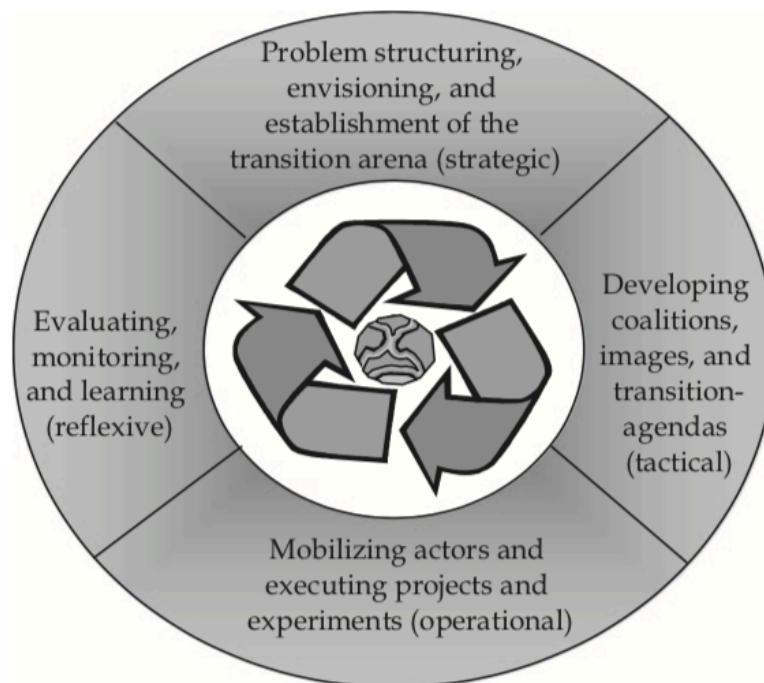 Problem structuring,
envisioning, and
establishment of the
transition arena (strategic)
Developing
coalitions,
images, and
transition-
agendas
(tactical)
Mobilizing actors and
executing projects and
experiments (operational)
Evaluating,
monitoring,
and learning
(reflexive)